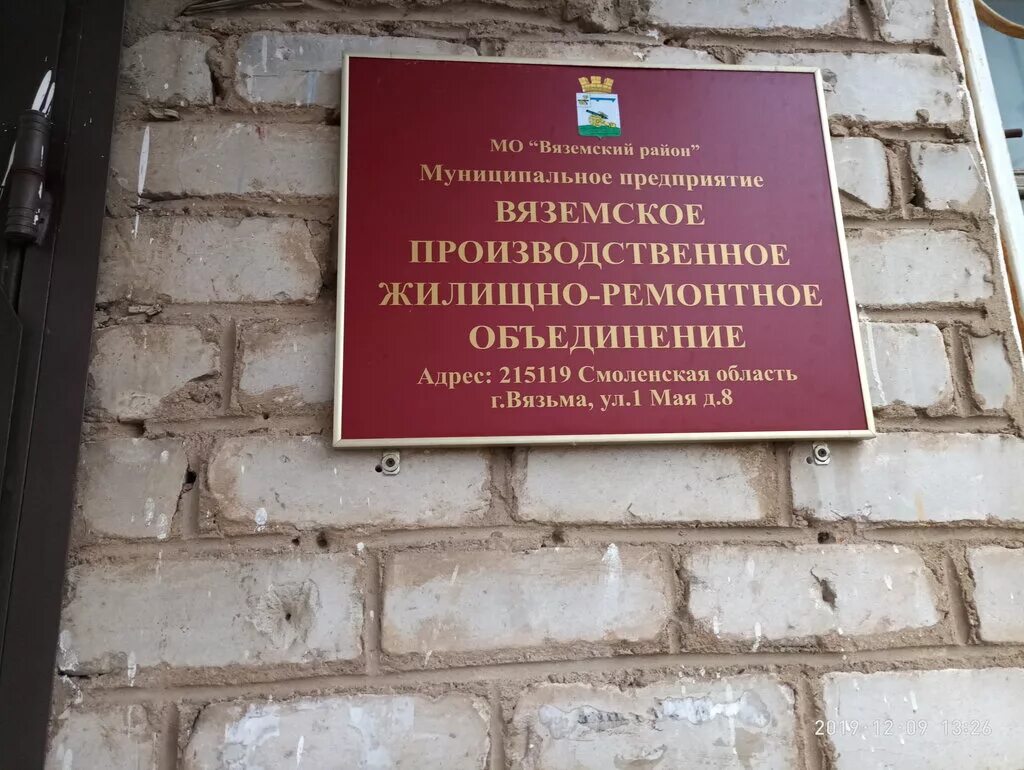 МО “Вяземский район”
Муниципальное предприятие
ВЯЗЕМСКОЕ
ПРОИЗВОДСТВЕННОЕ
ЖИЛИЩНО-РЕМОНТНОЕ
ОБЪЕДИНЕНИЕ
Адрес: 215119 Смоленская область
г.Вязьма, ул.1 Мая д.8
2019.12.09 13:26